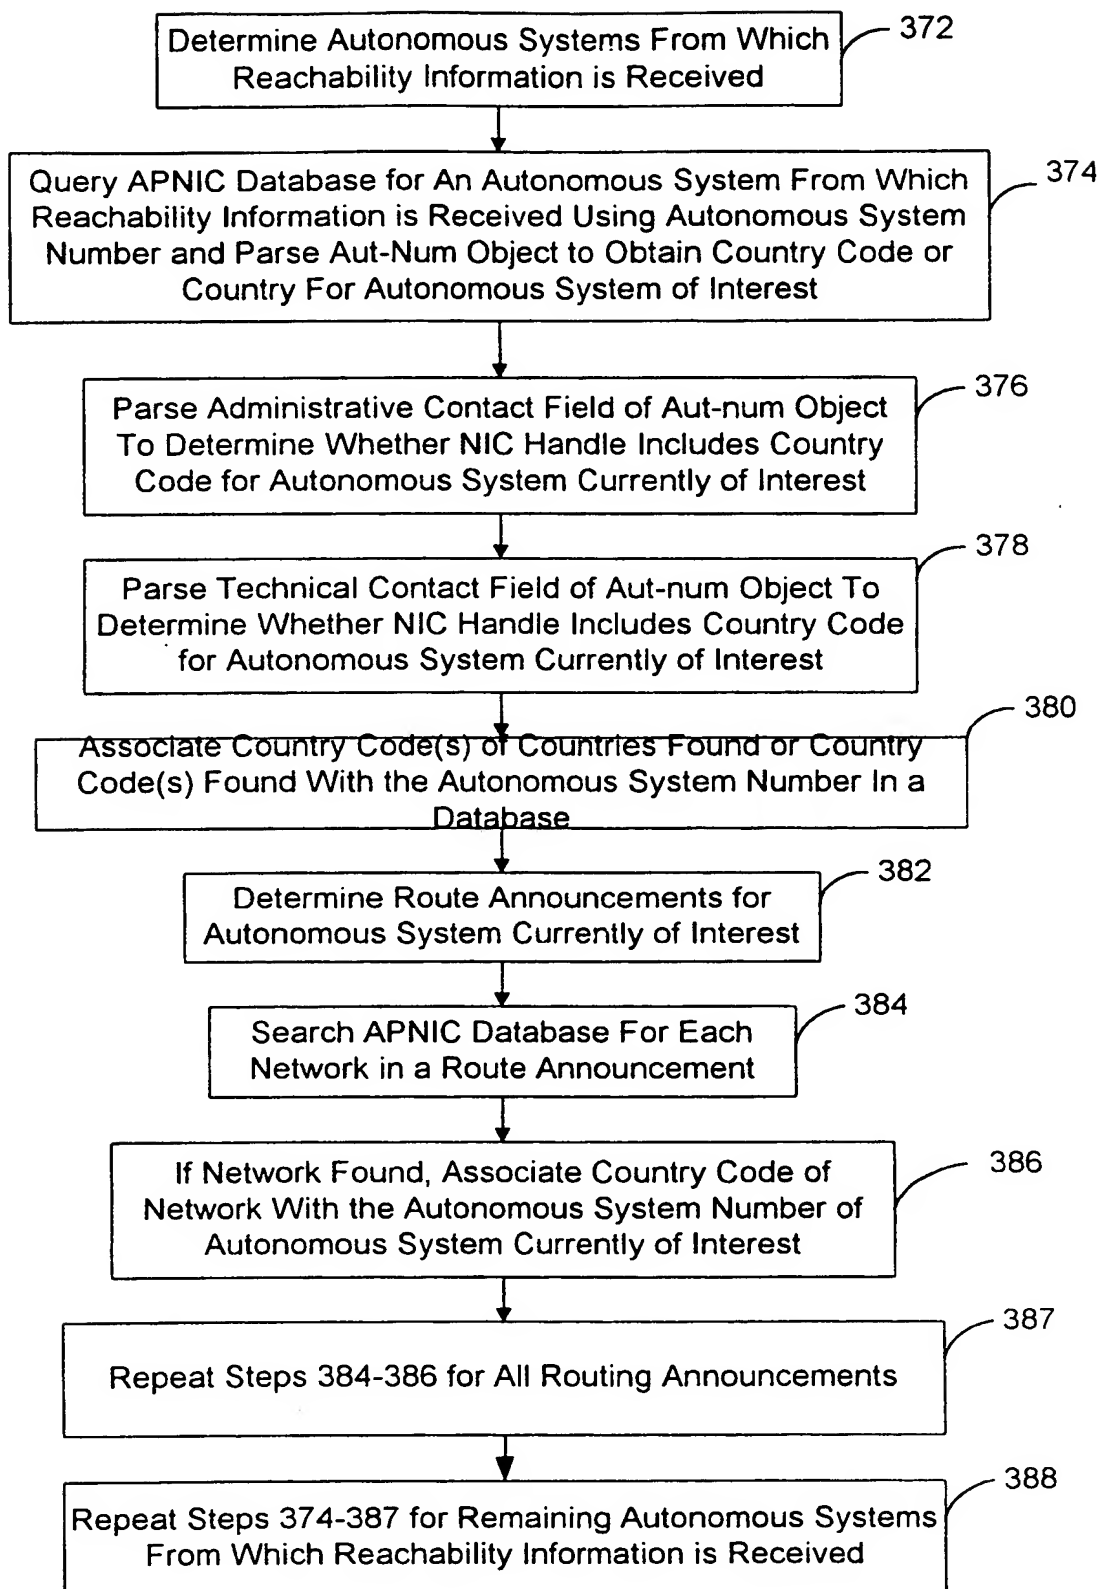 Determine Autonomous Systems From Which
Reachability Information is Received
372
Query APNIC Database for An Autonomous System From Which
Reachability Information is Received Using Autonomous System
Number and Parse Aut-Num Object to Obtain Country Code or
Country For Autonomous System of Interest
374
Parse Administrative Contact Field of Aut-num Object
To Determine Whether NIC Handle Includes Country
Code for Autonomous System Currently of Interest
376
Parse Technical Contact Field of Aut-num Object To
Determine Whether NIC Handle Includes Country Code
for Autonomous System Currently of Interest
378
Associate Country Code(s) of Countries Found or Country
Code(s) Found With the Autonomous System Number In a
Database
380
Determine Route Announcements for
Autonomous System Currently of Interest
382
Search APNIC Database For Each
Network in a Route Announcement
384
If Network Found, Associate Country Code of
Network With the Autonomous System Number of
Autonomous System Currently of Interest
386
Repeat Steps 384-386 for All Routing Announcements
387
Repeat Steps 374-387 for Remaining Autonomous Systems
From Which Reachability Information is Received
388